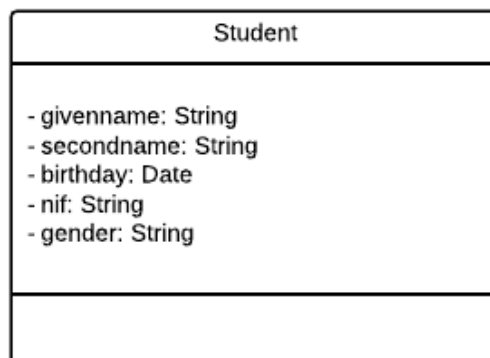 Student
- givenname: String
- secondname: String
- birthday: Date
- nif: String
- gender: String